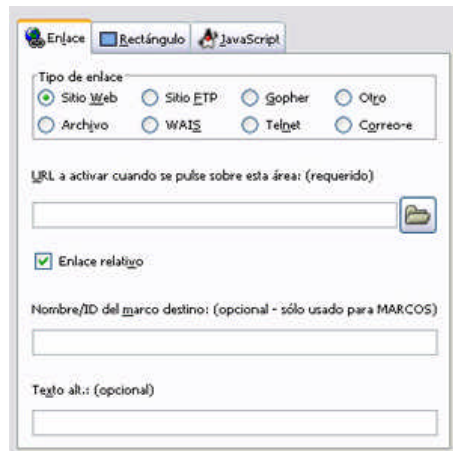 Enlace Rectángulo JavaScript
Tipo de enlace
Sitio Web Sitio FTP Gopher Otro
Archivo WAIS Telnet Correo-e
URL a activar cuando se pulse sobre esta área: (requerido)
Enlace relativo
Nombre/ID del marco destino: (opcional - sólo usado para MARCOS)
Texto alt.: (opcional)